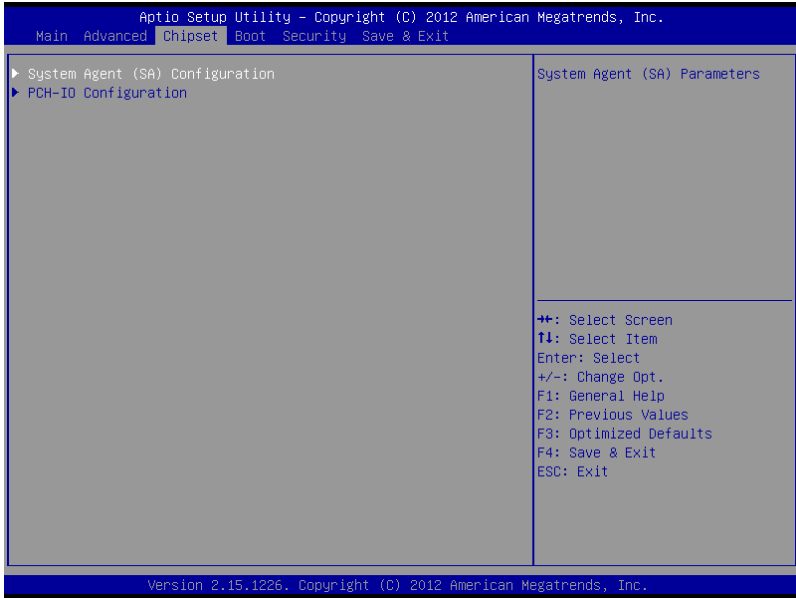 Aptio Setup Utility – Copyright (C) 2012 American Megatrends, Inc.
Main Advanced Chipset Boot Security Save & Exit
▶ System Agent (SA) Configuration
▶ PCH-IO Configuration
System Agent (SA) Parameters
→←: Select Screen
↑↓: Select Item
Enter: Select
+/-: Change Opt.
F1: General Help
F2: Previous Values
F3: Optimized Defaults
F4: Save & Exit
ESC: Exit
Version 2.15.1226. Copyright (C) 2012 American Megatrends, Inc.